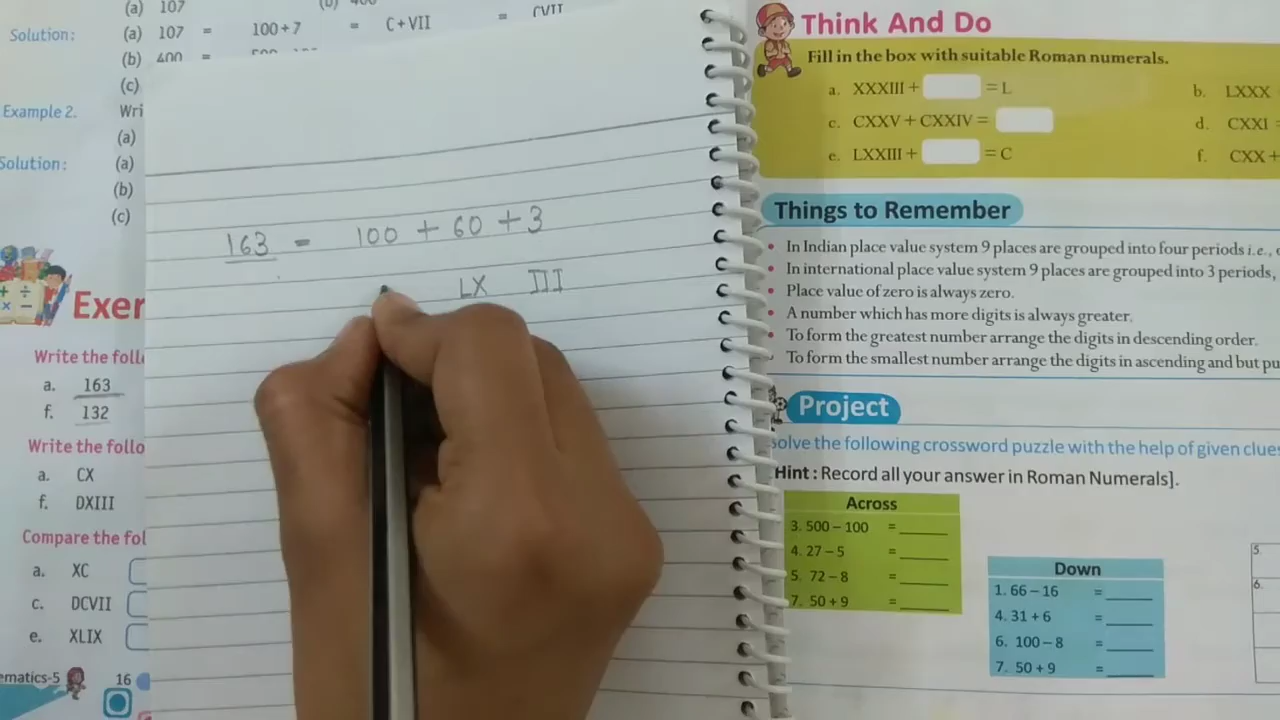 (a) 107
Solution: (a) 107 = 100+7 = C+VII = CVII
(b) 400 =
(c)
Example 2. Wri
(a)
Solution: (a)
(b)
(c)
163 = 100 + 60 + 3
LX III
Exer
Write the foll
a. 163
f. 132
Write the follo
a. CX
f. DXIII
Compare the fol
a. XC
c. DCVII
e. XLIX
ematics-5 16
Think And Do
Fill in the box with suitable Roman numerals.
a. XXXIII + = L b. LXXX
c. CXXV + CXXIV = d. CXXI =
e. LXXIII + = C f. CXX +
Things to Remember
• In Indian place value system 9 places are grouped into four periods i.e.,
• In international place value system 9 places are grouped into 3 periods,
• Place value of zero is always zero.
• A number which has more digits is always greater.
• To form the greatest number arrange the digits in descending order.
To form the smallest number arrange the digits in ascending and but pu
Project
Solve the following crossword puzzle with the help of given clue
Hint : Record all your answer in Roman Numerals].
Across
3. 500 – 100 = ______
4. 27 – 5 = ______
5. 72 – 8 = ______
7. 50 + 9 = ______
Down
1. 66 – 16 = ______
4. 31 + 6 = ______
6. 100 – 8 = ______
7. 50 + 9 = ______
5.
6.